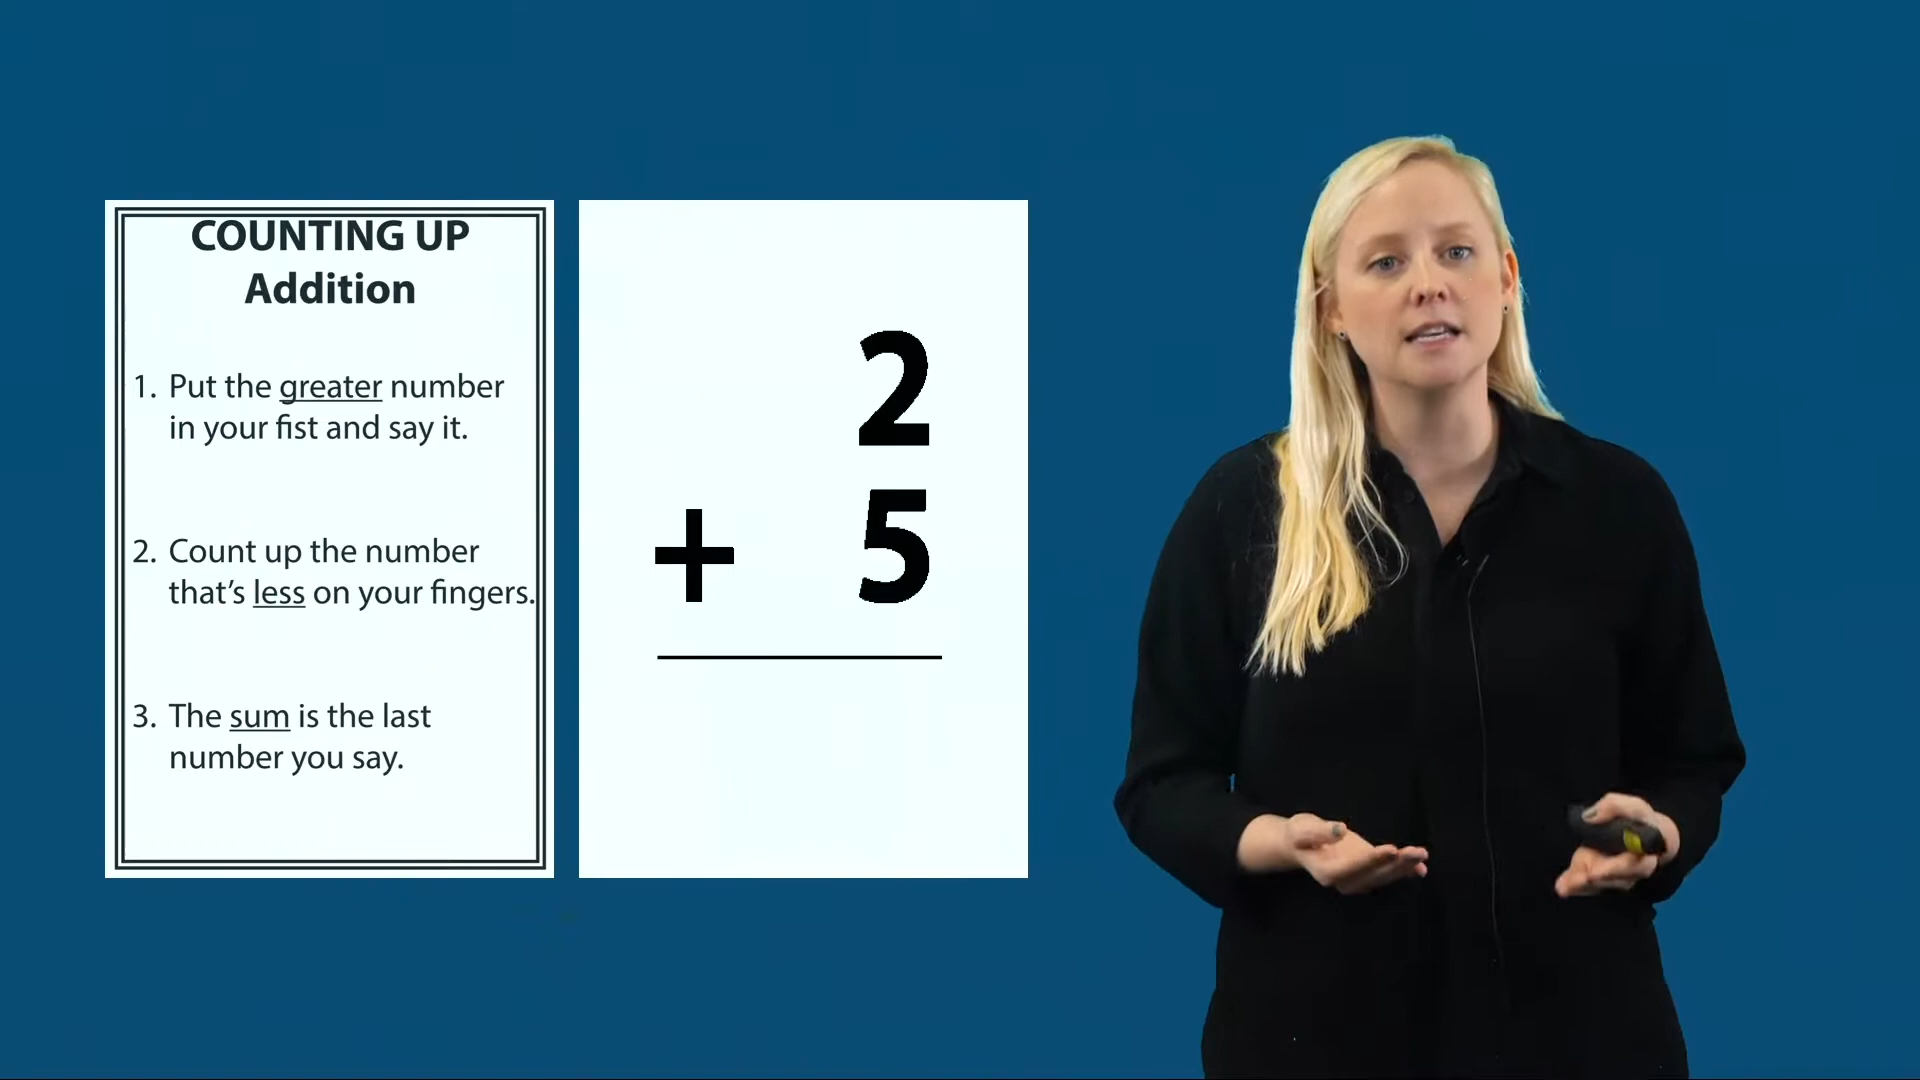 COUNTING UP
Addition
1. Put the greater number
in your fist and say it.
2. Count up the number
that’s less on your fingers.
3. The sum is the last
number you say.
2
+ 5